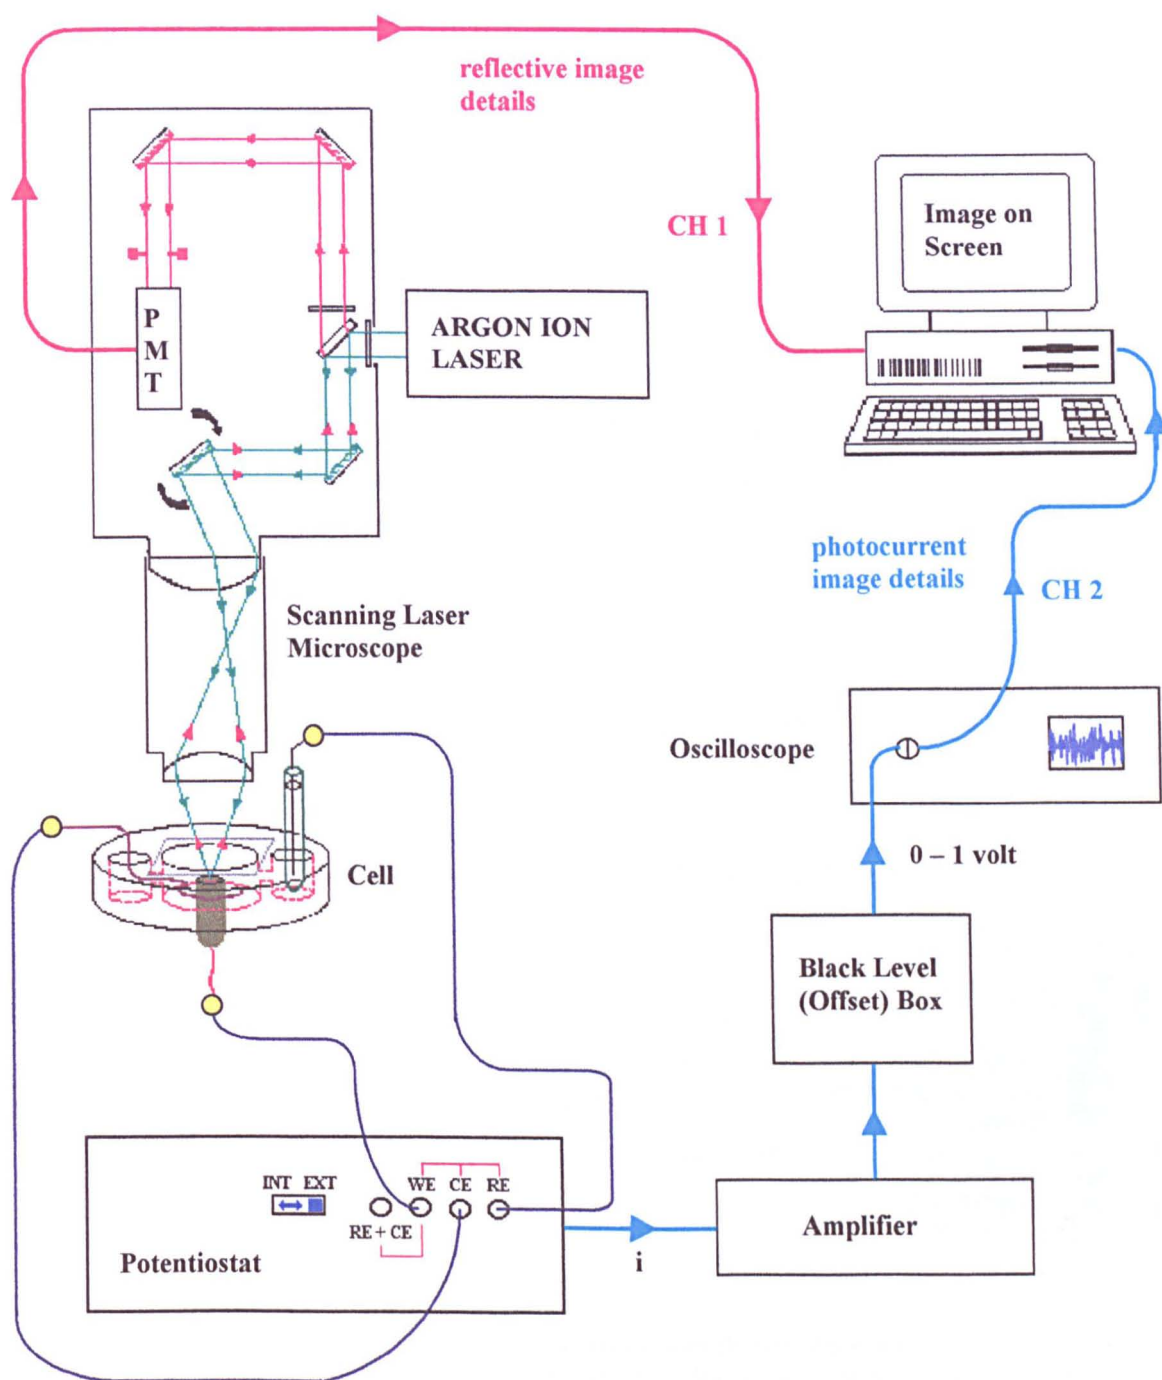 reflective image
details
CH 1
Image on
Screen
P
M
T
ARGON ION
LASER
photocurrent
image details
CH 2
Scanning Laser
Microscope
Oscilloscope
Cell
0 – 1 volt
Black Level
(Offset) Box
INT EXT
WE CE RE
RE + CE
Potentiostat
i
Amplifier